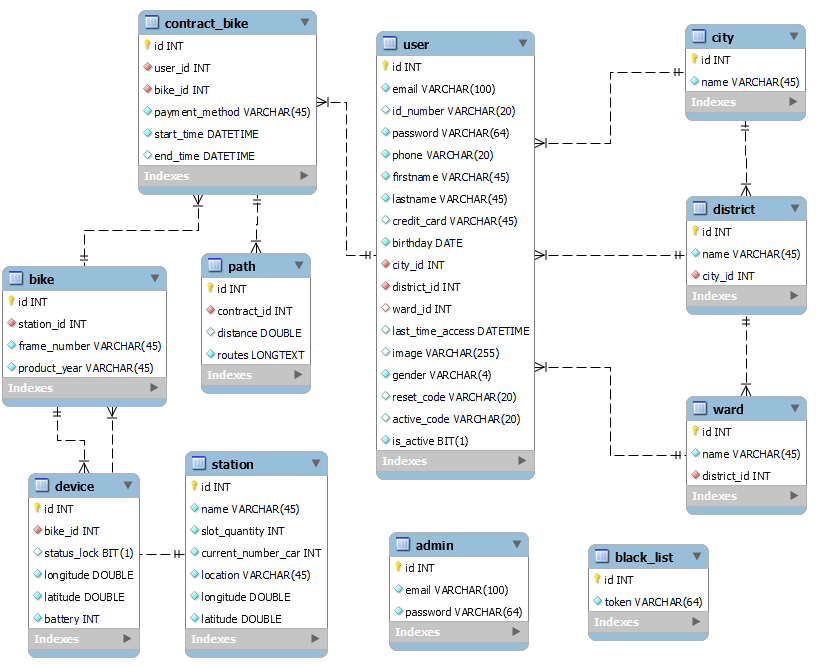 contract_bike
id INT
user_id INT
bike_id INT
payment_method VARCHAR(45)
start_time DATETIME
end_time DATETIME
Indexes
user
id INT
email VARCHAR(100)
id_number VARCHAR(20)
password VARCHAR(64)
phone VARCHAR(20)
firstname VARCHAR(45)
lastname VARCHAR(45)
credit_card VARCHAR(45)
birthday DATE
city_id INT
district_id INT
ward_id INT
last_time_access DATETIME
image VARCHAR(255)
gender VARCHAR(4)
reset_code VARCHAR(20)
active_code VARCHAR(20)
is_active BIT(1)
Indexes
city
id INT
name VARCHAR(45)
Indexes
district
id INT
name VARCHAR(45)
city_id INT
Indexes
bike
id INT
station_id INT
frame_number VARCHAR(45)
product_year VARCHAR(45)
Indexes
path
id INT
contract_id INT
distance DOUBLE
routes LONGTEXT
Indexes
ward
id INT
name VARCHAR(45)
district_id INT
Indexes
device
id INT
bike_id INT
status_lock BIT(1)
longitude DOUBLE
latitude DOUBLE
battery INT
Indexes
station
id INT
name VARCHAR(45)
slot_quantity INT
current_number_car INT
location VARCHAR(45)
longitude DOUBLE
latitude DOUBLE
Indexes
admin
id INT
email VARCHAR(100)
password VARCHAR(64)
Indexes
black_list
id INT
token VARCHAR(64)
Indexes